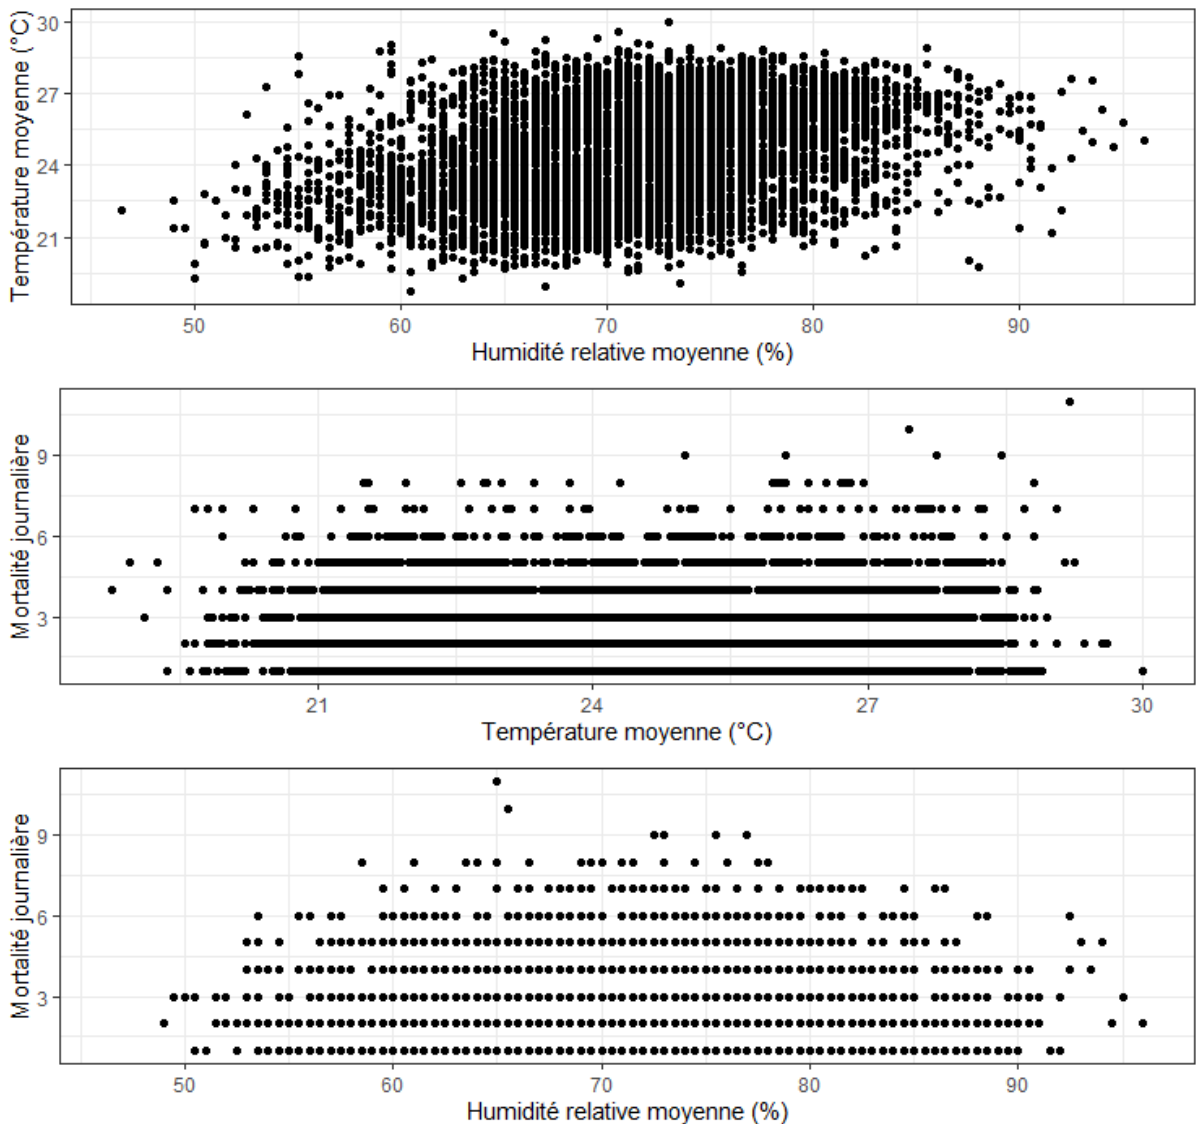 Température moyenne (°C)
30
27
24
21
50 60 70 80 90
Humidité relative moyenne (%)
Mortalité journalière
9
6
3
21 24 27 30
Température moyenne (°C)
Mortalité journalière
9
6
3
50 60 70 80 90
Humidité relative moyenne (%)